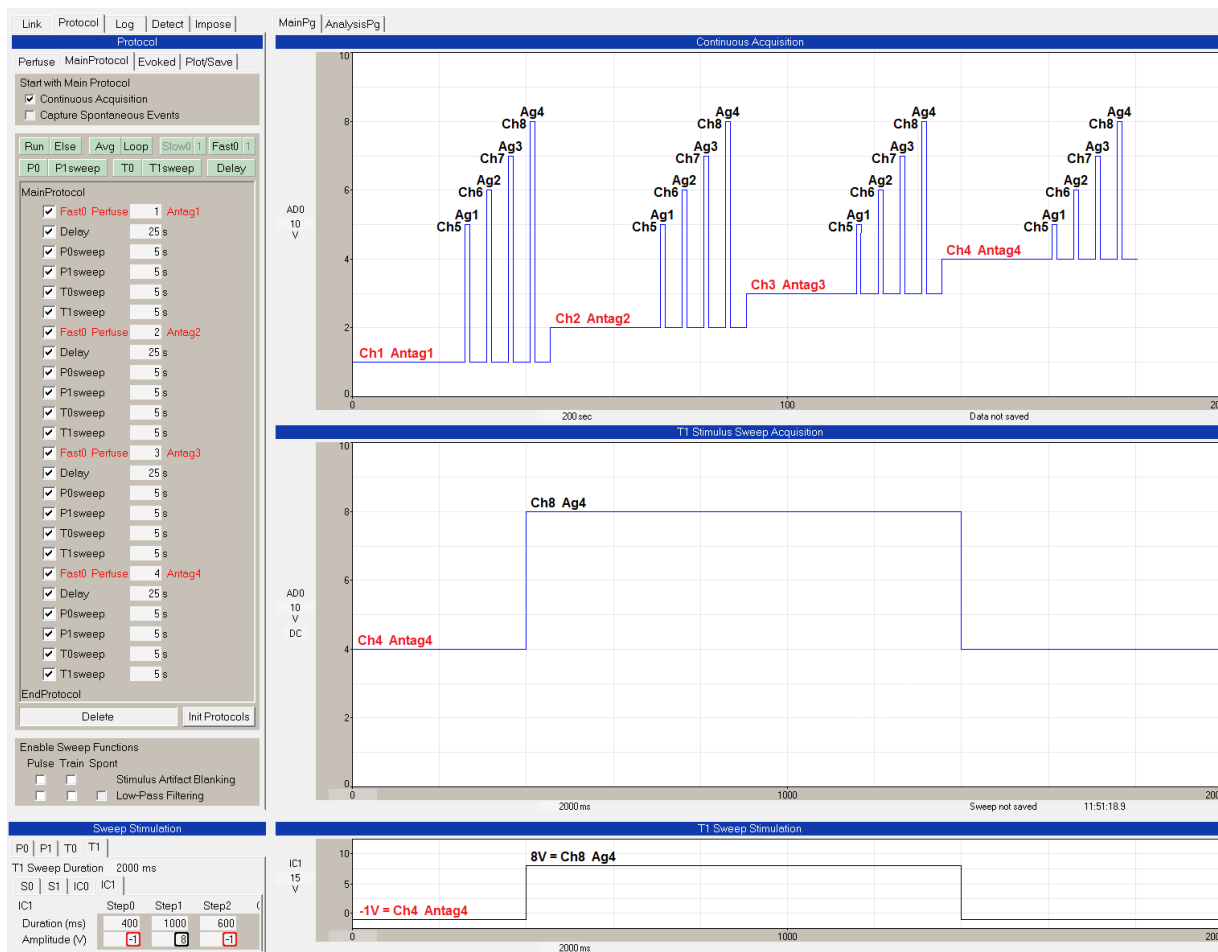 Link Protocol Log Detect Impose
Protocol
Perfuse MainProtocol Evoked Plot/Save
Start with Main Protocol
Continuous Acquisition
Capture Spontaneous Events
Run Else Avg Loop Slow0 1 Fast0 1
P0 P1sweep T0 T1sweep Delay
MainProtocol
Fast0 Perfuse 1 Antag1
Delay 25 s
P0sweep 5 s
P1sweep 5 s
T0sweep 5 s
T1sweep 5 s
Fast0 Perfuse 2 Antag2
Delay 25 s
P0sweep 5 s
P1sweep 5 s
T0sweep 5 s
T1sweep 5 s
Fast0 Perfuse 3 Antag3
Delay 25 s
P0sweep 5 s
P1sweep 5 s
T0sweep 5 s
T1sweep 5 s
Fast0 Perfuse 4 Antag4
Delay 25 s
P0sweep 5 s
P1sweep 5 s
T0sweep 5 s
T1sweep 5 s
EndProtocol
Delete Init Protocols
Enable Sweep Functions
Pulse Train Spont
Stimulus Artifact Blanking
Low-Pass Filtering
Sweep Stimulation
P0 P1 T0 T1
T1 Sweep Duration 2000 ms
S0 S1 IC0 IC1
IC1 Step0 Step1 Step2
Duration (ms) 400 1000 600
Amplitude (V) -1 8 -1
MainPg AnalysisPg
Continuous Acquisition
10
Ag4 Ag4 Ag4 Ag4
8 Ch8 Ch8 Ch8 Ch8
Ag3 Ag3 Ag3 Ag3
Ch7 Ch7 Ch7 Ch7
Ag2 Ag2 Ag2 Ag2
6 Ch6 Ch6 Ch6 Ch6
AD0
10
V
Ag1 Ag1 Ag1 Ag1
Ch5 Ch5 Ch5 Ch5
4 Ch4 Antag4
Ch3 Antag3
2 Ch2 Antag2
Ch1 Antag1
0
0 100 200
200 sec Data not saved
T1 Stimulus Sweep Acquisition
10
8 Ch8 Ag4
6
AD0
10
V
DC
4 Ch4 Antag4
2
0
0 1000 200
2000 ms Sweep not saved 11:51:18.9
T1 Sweep Stimulation
10 8V = Ch8 Ag4
IC1
15
V
5
0 -1V = Ch4 Antag4
0 1000 200
2000 ms